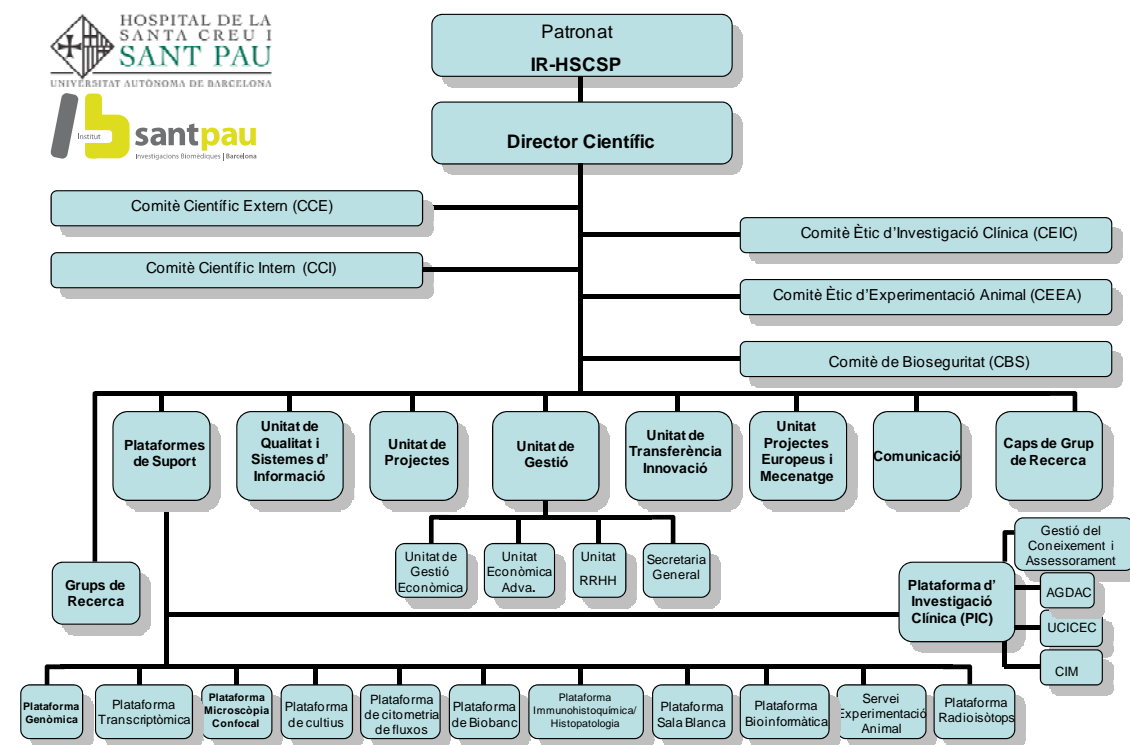 HOSPITAL DE LA
SANTA CREU I
SANT PAU
UNIVERSITAT AUTÒNOMA DE BARCELONA
Institut
santpau
Investigacions Biomèdiques | Barcelona
Patronat
IR-HSCSP
Director Científic
Comitè Científic Extern (CCE)
Comitè Ètic d'Investigació Clínica (CEIC)
Comitè Científic Intern (CCI)
Comitè Ètic d'Experimentació Animal (CEEA)
Comitè de Bioseguritat (CBS)
Plataformes
de Suport
Unitat de
Qualitat i
Sistemes d'
Informació
Unitat de
Projectes
Unitat de
Gestió
Unitat de
Transferència
Innovació
Unitat
Projectes
Europeus i
Mecenatge
Comunicació
Caps de Grup
de Recerca
Unitat de
Gestió
Econòmica
Unitat
Econòmica
Adva.
Unitat
RRHH
Secretaria
General
Gestió del
Coneixement i
Assessorament
Grups de
Recerca
Plataforma d'
Investigació
Clínica (PIC)
AGDAC
UCICEC
CIM
Plataforma
Genòmica
Plataforma
Transcriptòmica
Plataforma
Microscòpia
Confocal
Plataforma
de cultius
Plataforma
de citometria
de fluxos
Plataforma
de Biobanc
Plataforma
Immunohistoquímica/
Histopatologia
Plataforma
Sala Blanca
Plataforma
Bioinformàtica
Servei
Experimentació
Animal
Plataforma
Radioisòtops